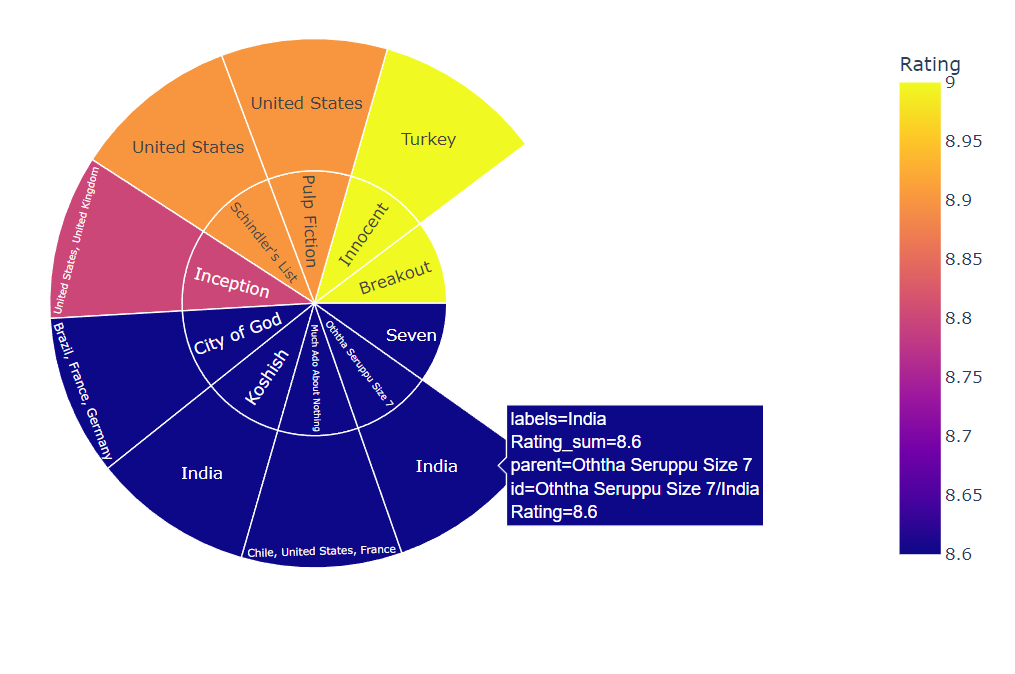 United States
Turkey
United States
Pulp Fiction
Schindler's List
Innocent
United States, United Kingdom
Inception
Breakout
City of God
Seven
Brazil, France, Germany
Koshish
Much Ado About Nothing
Oththa Seruppu Size 7
India
India
Chile, United States, France
labels=India
Rating_sum=8.6
parent=Oththa Seruppu Size 7
id=Oththa Seruppu Size 7/India
Rating=8.6
Rating
9
8.95
8.9
8.85
8.8
8.75
8.7
8.65
8.6